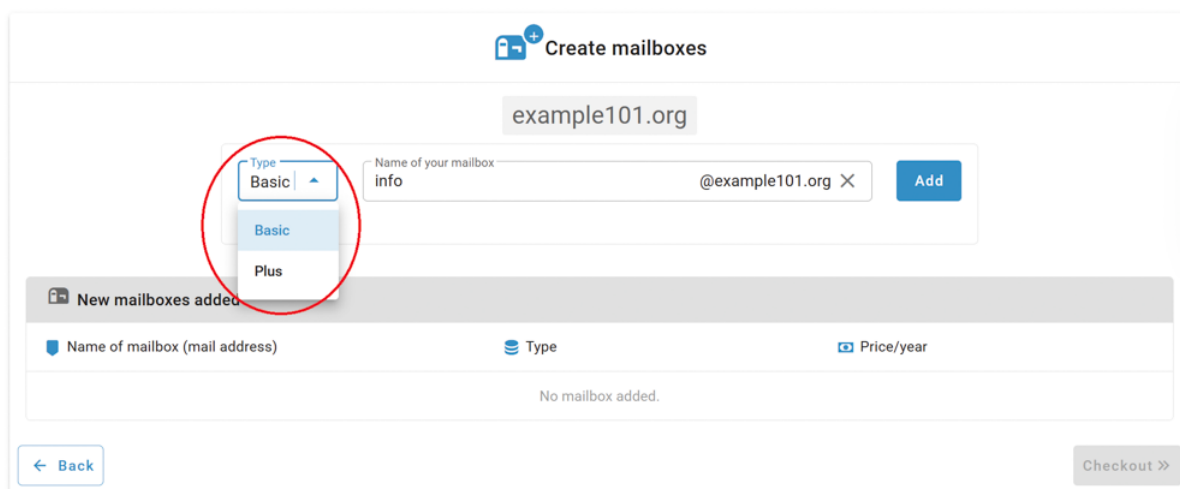 Create mailboxes
example101.org
Type
Basic
Name of your mailbox
info @example101.org
Add
Basic
Plus
New mailboxes added
Name of mailbox (mail address) Type Price/year
No mailbox added.
Back Checkout